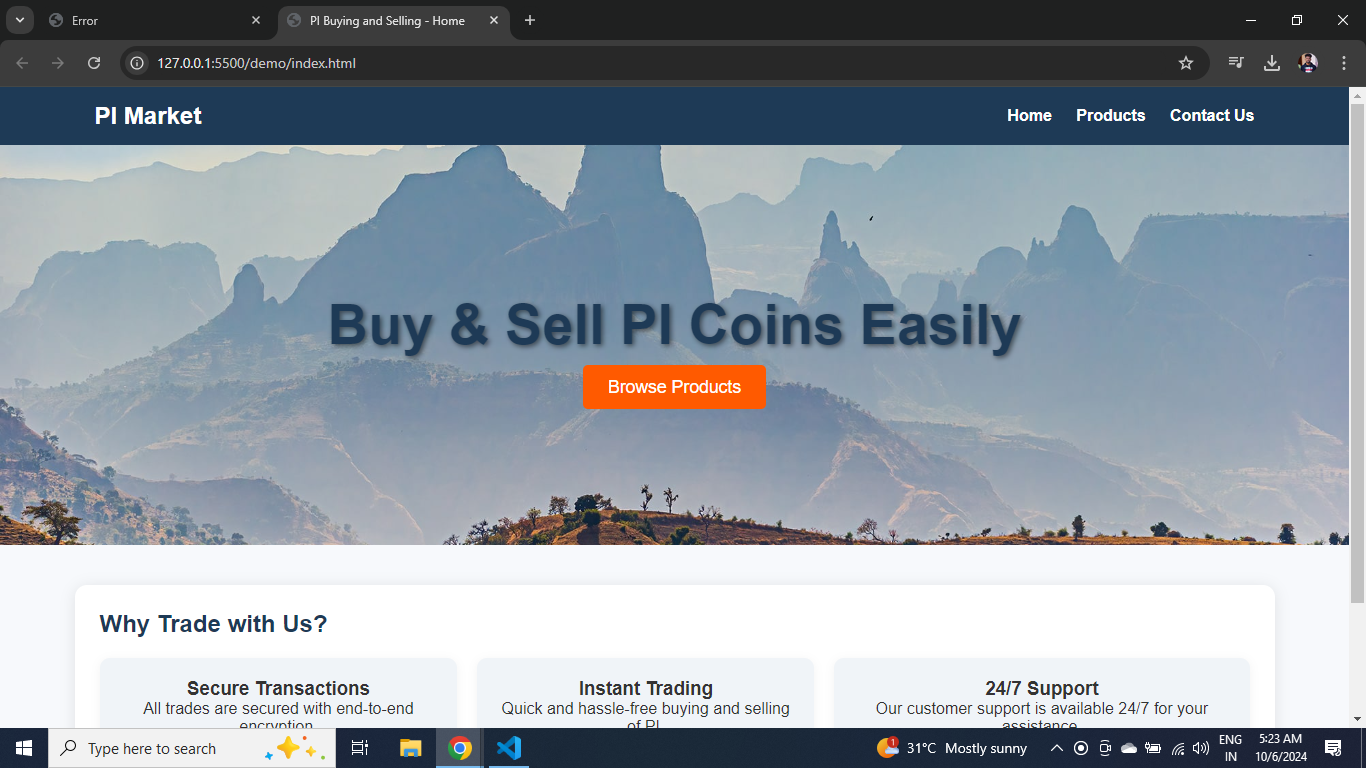 Error
PI Buying and Selling - Home
127.0.0.1:5500/demo/index.html
PI Market
Home Products Contact Us
Buy & Sell PI Coins Easily
Browse Products
Why Trade with Us?
Secure Transactions
All trades are secured with end-to-end
encryption
Instant Trading
Quick and hassle-free buying and selling
of PI
24/7 Support
Our customer support is available 24/7 for your
assistance
Type here to search
1
31°C Mostly sunny
ENG
IN
5:23 AM
10/6/2024